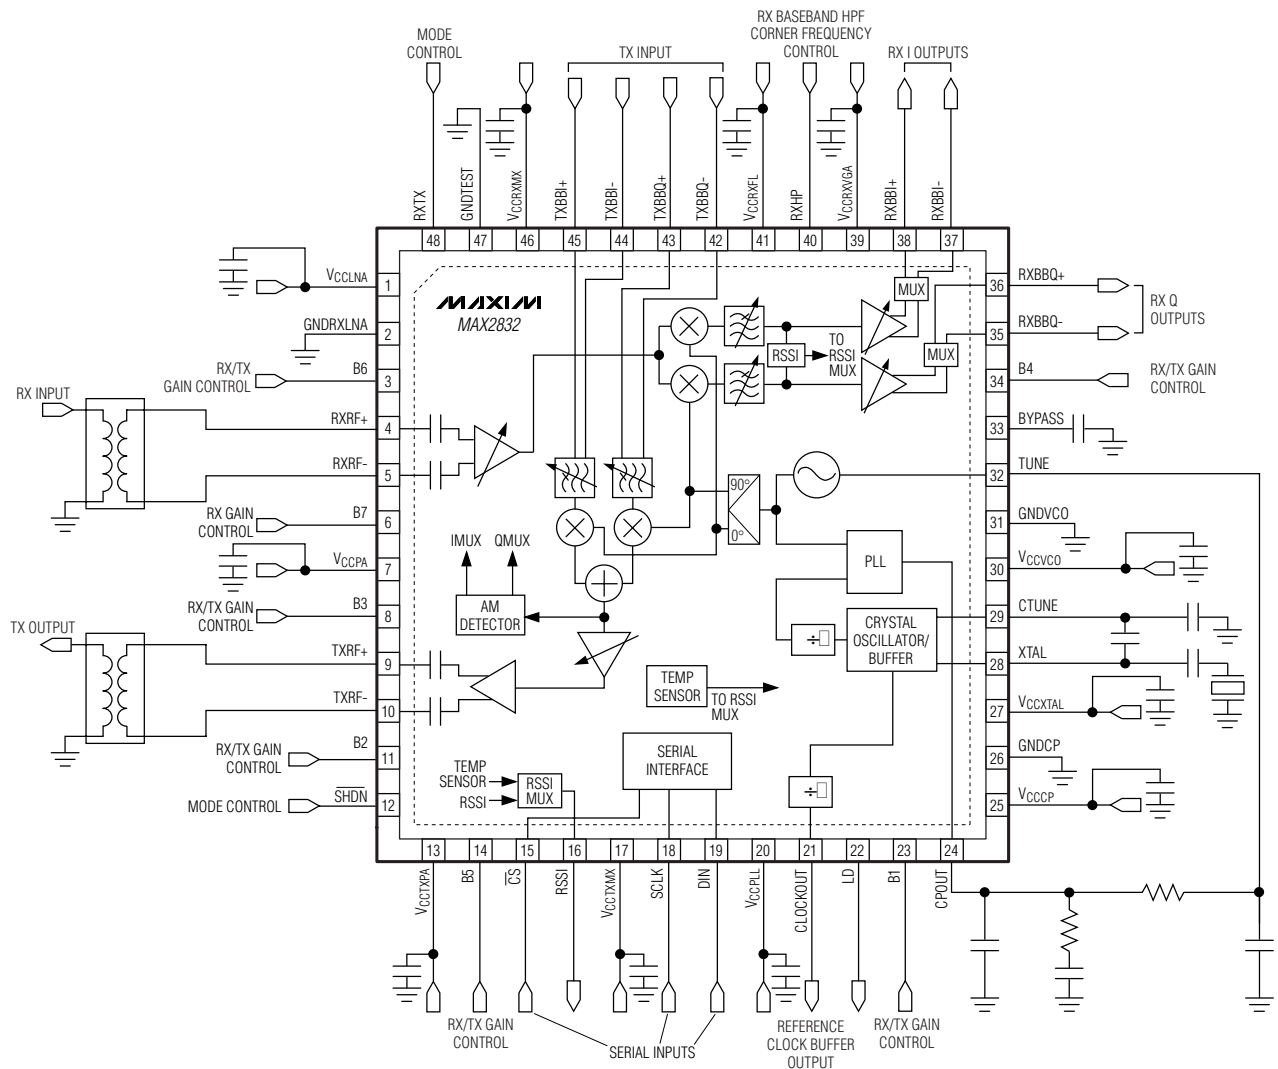 MODE
CONTROL
TX INPUT
RX BASEBAND HPF
CORNER FREQUENCY
CONTROL
RX I OUTPUTS
RXTX
GNDTEST
VCCRXMX
TXBBI+
TXBBI-
TXBBQ+
TXBBQ-
VCCRXFL
RXHP
VCCRXVGA
RXBBI+
RXBBI-
48
47
46
45
44
43
42
41
40
39
38
37
VCCLNA
1
GNDRXLNA
2
RX/TX
GAIN CONTROL
B6
3
RX INPUT
RXRF+
4
RXRF-
5
RX GAIN
CONTROL
B7
6
VCCPA
7
RX/TX GAIN
CONTROL
B3
8
TX OUTPUT
TXRF+
9
TXRF-
10
RX/TX GAIN
CONTROL
B2
11
MODE CONTROL
SHDN
12
MAXIM
MAX2832
MUX
MUX
RSSI
TO
RSSI
MUX
90°
0°
IMUX
QMUX
AM
DETECTOR
PLL
CRYSTAL
OSCILLATOR/
BUFFER
÷
TEMP
SENSOR
TO RSSI
MUX
SERIAL
INTERFACE
TEMP
SENSOR
RSSI
RSSI
MUX
÷
36
RXBBQ+
35
RXBBQ-
RX Q
OUTPUTS
34
B4
RX/TX GAIN
CONTROL
33
BYPASS
32
TUNE
31
GNDVCO
30
VCCVCO
29
CTUNE
28
XTAL
27
VCCXTAL
26
GNDCP
25
VCCCP
13
14
15
16
17
18
19
20
21
22
23
24
VCCTXPA
B5
CS
RSSI
VCCTXMX
SCLK
DIN
VCCPLL
CLOCKOUT
LD
B1
CPOUT
RX/TX GAIN
CONTROL
SERIAL INPUTS
REFERENCE
CLOCK BUFFER
OUTPUT
RX/TX GAIN
CONTROL